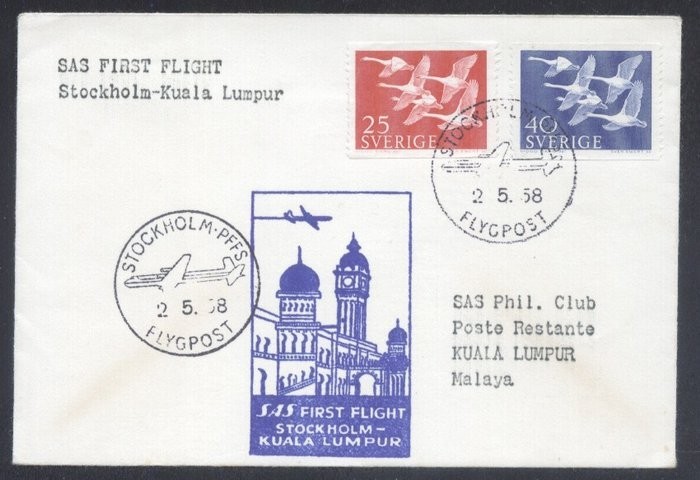 SAS FIRST FLIGHT
Stockholm-Kuala Lumpur
25
SVERIGE
40
SVERIGE
STOCKHOLM
2 5. 58
FLYGPOST
STOCKHOLM-PFFS
2 5. 58
FLYGPOST
SAS FIRST FLIGHT
STOCKHOLM-
KUALA LUMPUR
SAS Phil. Club
Poste Restante
KUALA LUMPUR
Malaya